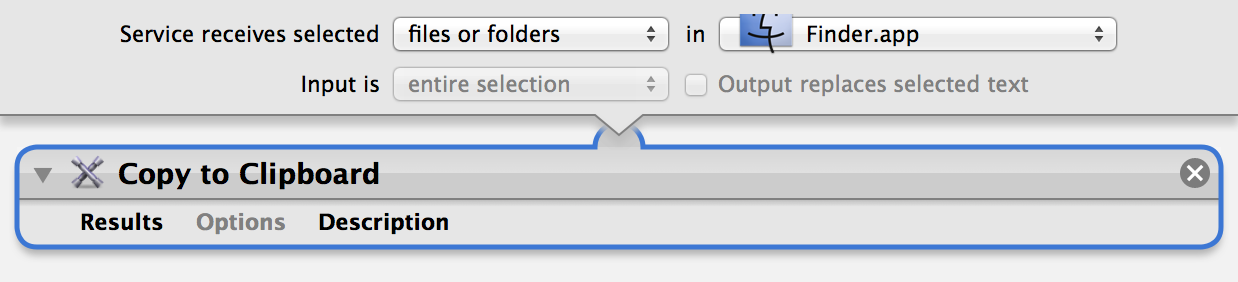 Service receives selected files or folders in Finder.app
Input is entire selection Output replaces selected text
Copy to Clipboard
Results Options Description